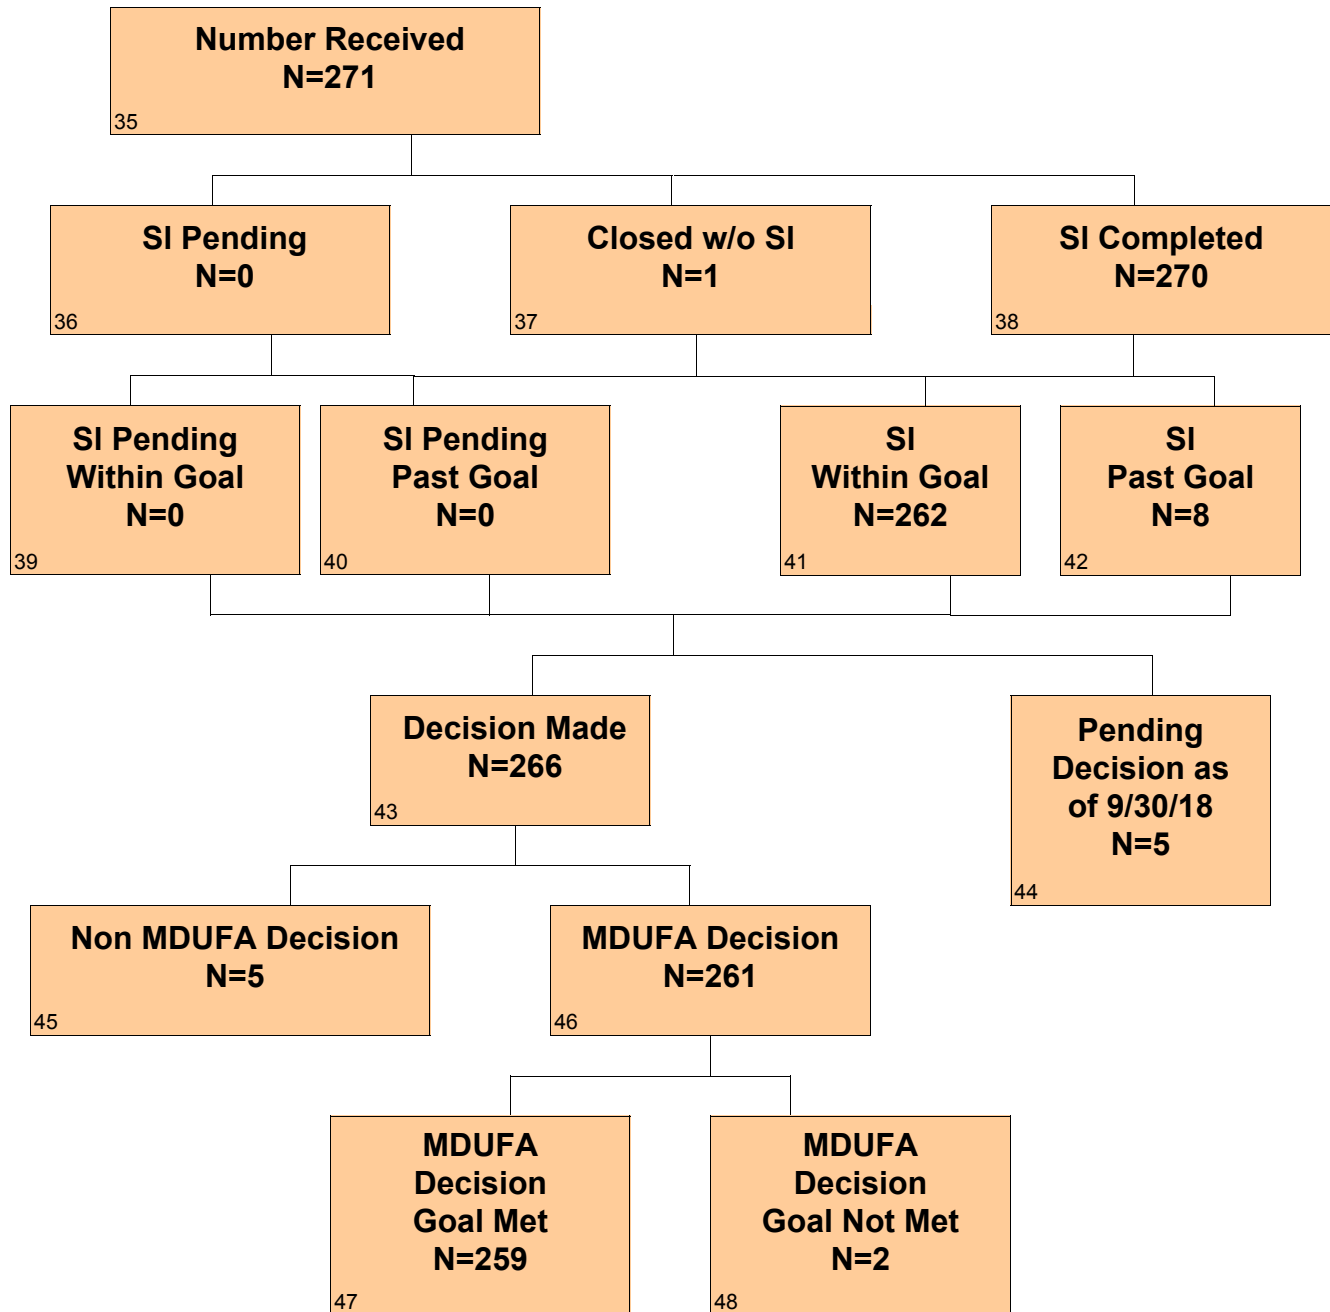 Number Received
N=271
35
SI Pending
N=0
36
Closed w/o SI
N=1
37
SI Completed
N=270
38
SI Pending
Within Goal
N=0
39
SI Pending
Past Goal
N=0
40
SI
Within Goal
N=262
41
SI
Past Goal
N=8
42
Decision Made
N=266
43
Pending
Decision as
of 9/30/18
N=5
44
Non MDUFA Decision
N=5
45
MDUFA Decision
N=261
46
MDUFA
Decision
Goal Met
N=259
47
MDUFA
Decision
Goal Not Met
N=2
48